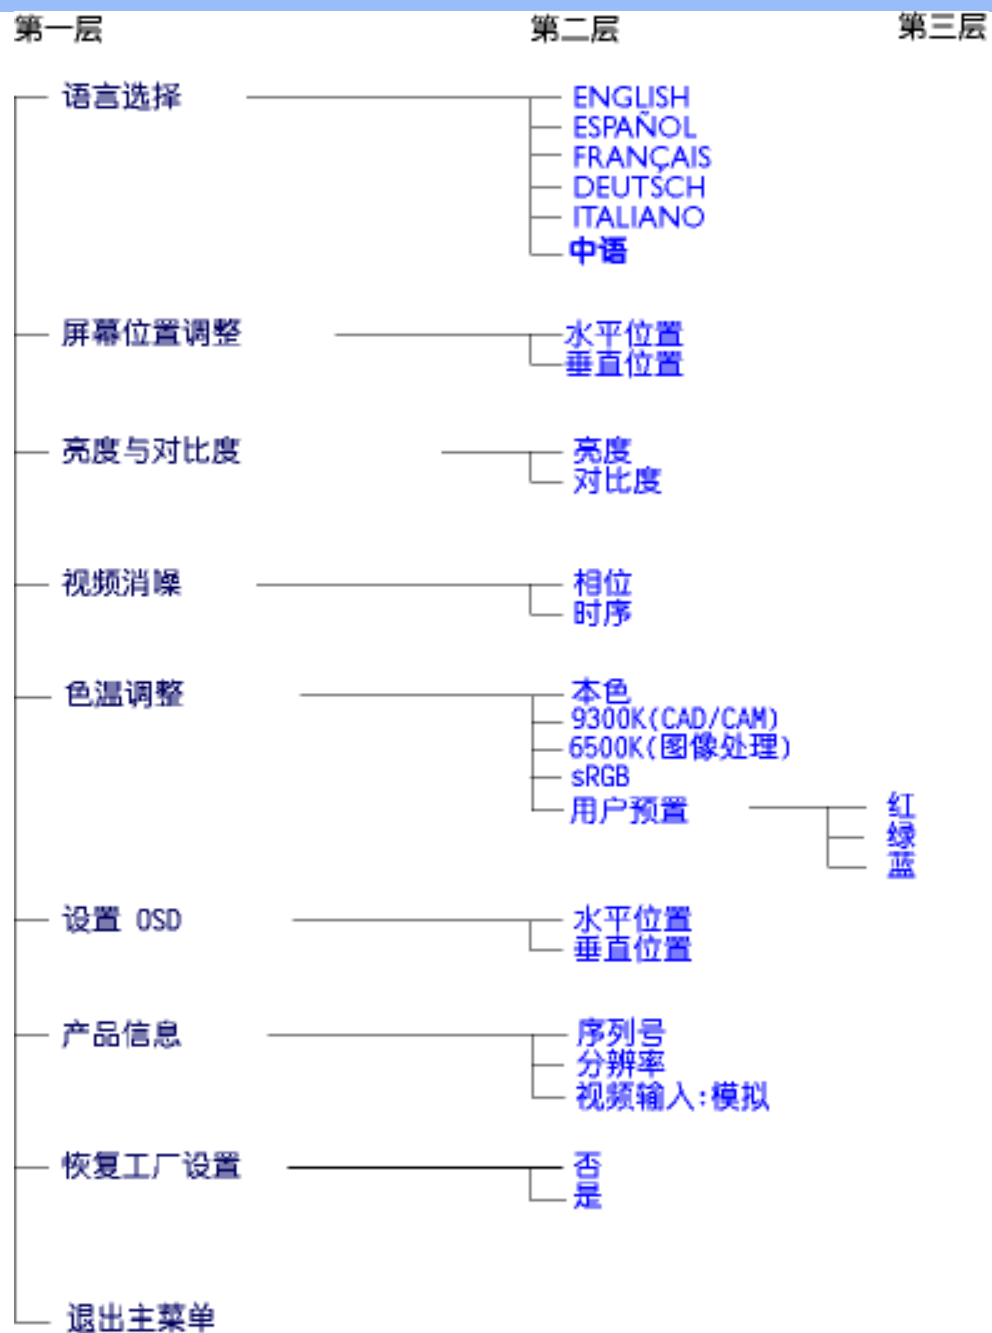 第一层 第二层 第三层
语言选择 ENGLISH
ESPAÑOL
FRANÇAIS
DEUTSCH
ITALIANO
中语
屏幕位置调整 水平位置
垂直位置
亮度与对比度 亮度
对比度
视频消噪 相位
时序
色温调整 本色
9300K(CAD/CAM)
6500K(图像处理)
sRGB
用户预置 红
绿
蓝
设置 OSD 水平位置
垂直位置
产品信息 序列号
分辨率
视频输入:模拟
恢复工厂设置 否
是
退出主菜单